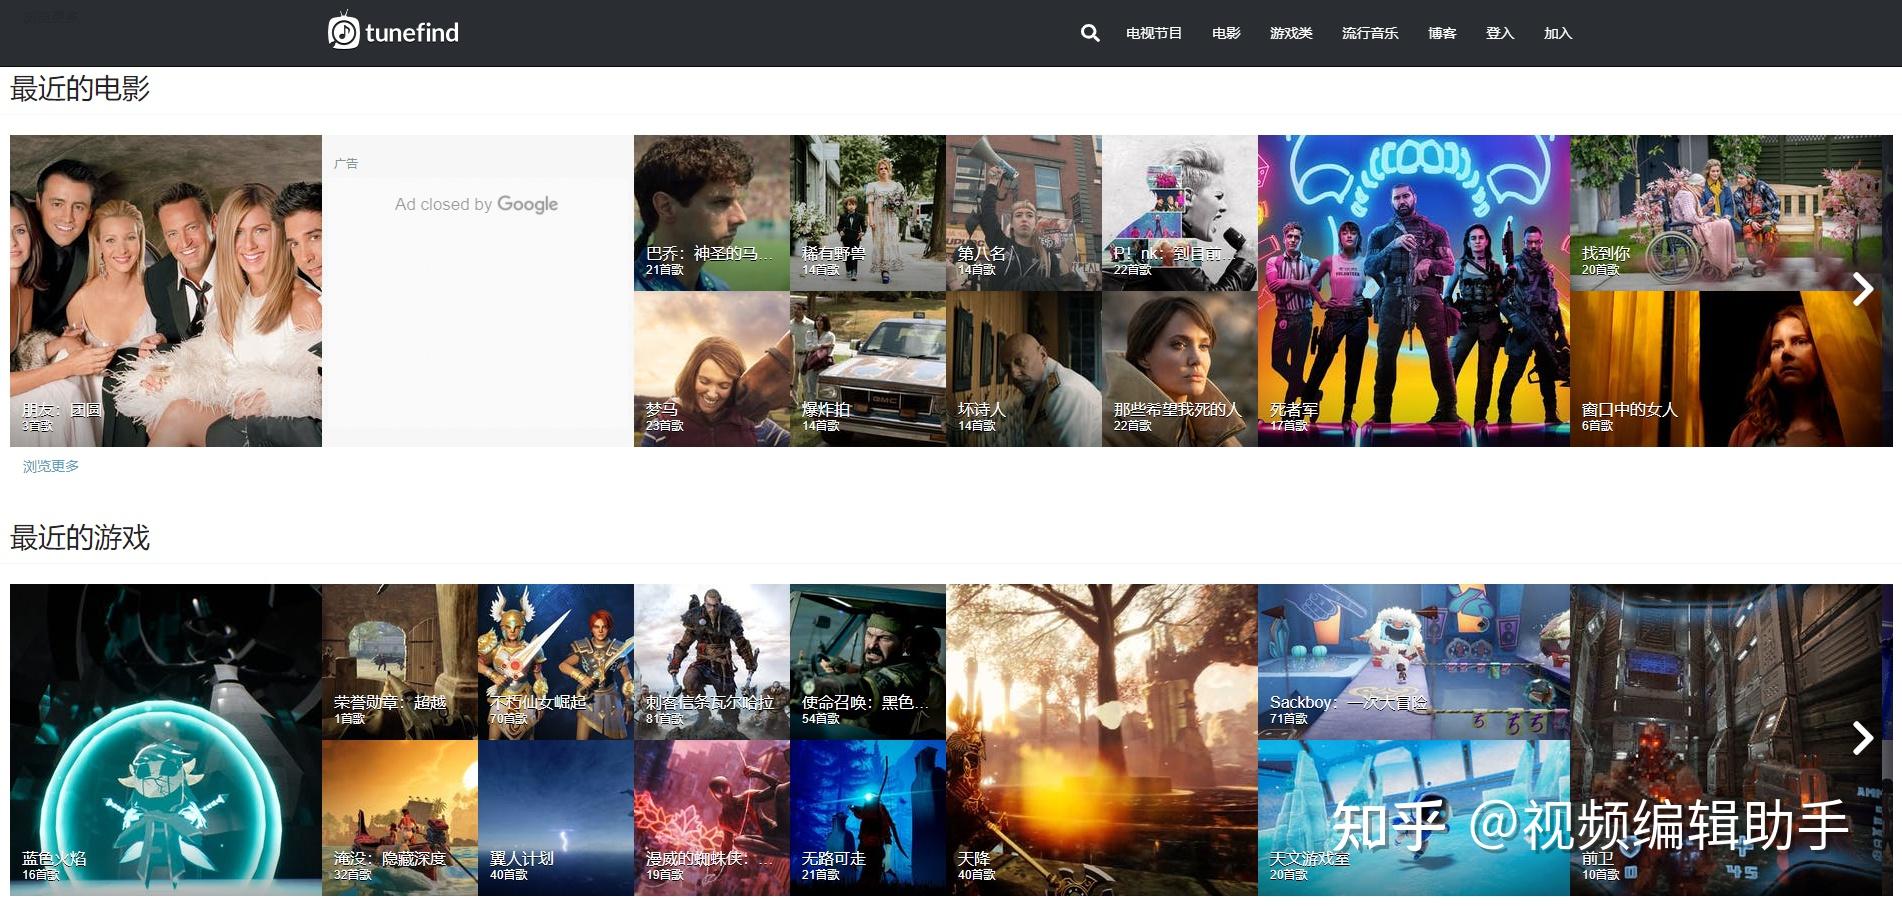 浏览更多
tunefind
电视节目 电影 游戏类 流行音乐 博客 登入 加入
最近的电影
朋友：团圆
3首歌
广告
Ad closed by Google
巴乔：神圣的马...
21首歌
稀有野兽
14首歌
第八名
14首歌
P！nk：到目前...
22首歌
梦马
23首歌
爆炸拍
14首歌
GMC
坏诗人
14首歌
那些希望我死的人
22首歌
死者军
17首歌
找到你
20首歌
窗口中的女人
6首歌
浏览更多
最近的游戏
蓝色火焰
16首歌
荣誉勋章：超越
1首歌
不朽仙女崛起
70首歌
刺客信条瓦尔哈拉
81首歌
使命召唤：黑色...
54首歌
淹没：隐藏深度
32首歌
翼人计划
40首歌
漫威的蜘蛛侠：...
19首歌
无路可走
21首歌
天降
40首歌
Sackboy：一次大冒险
71首歌
天文游戏室
20首歌
前卫
10首歌
45
知乎 @视频编辑助手